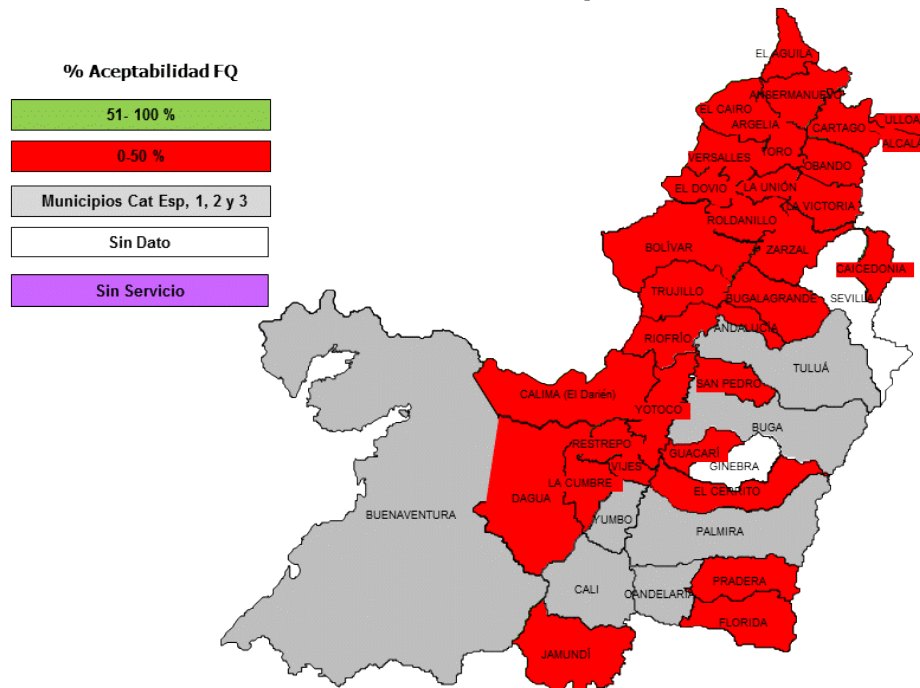 % Aceptabilidad FQ
51- 100 %
0-50 %
Municipios Cat Esp, 1, 2 y 3
Sin Dato
Sin Servicio
EL AGUILA
ANSERMANUEVO
EL CAIRO
ARGELIA
CARTAGO
ULLOA
ALCALA
TORO
VERSALLES
OBANDO
EL DOVIO
LA UNIÓN
LA VICTORIA
ROLDANILLO
BOLÍVAR
ZARZAL
CAICEDONIA
TRUJILLO
BUGALAGRANDE
SEVILLA
ANDALUCIA
RIOFRÍO
TULUÁ
SAN PEDRO
CALIMA (El Darién)
YOTOCO
BUGA
RESTREPO
GUACARÍ
VIJES
GINEBRA
LA CUMBRE
EL CERRITO
DAGUA
BUENAVENTURA
YUMBO
PALMIRA
CALI
CANDELARIA
PRADERA
FLORIDA
JAMUNDÍ